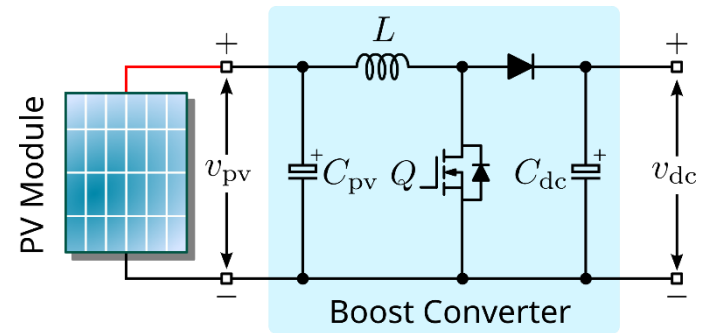 PV Module
+
−
v_pv
+
C_pv
L
Q
+
C_dc
+
−
v_dc
Boost Converter